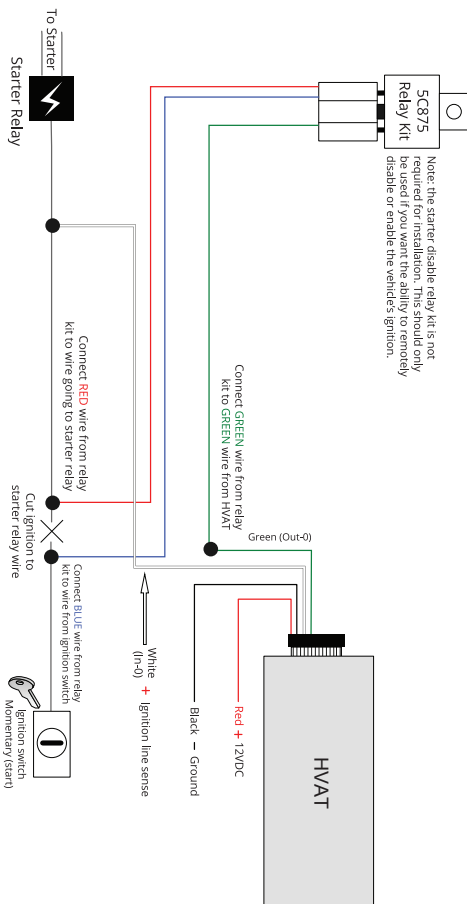 5C875
Relay Kit
Note: the starter disable relay kit is not
required for installation. This should only
be used if you want the ability to remotely
disable or enable the vehicle's ignition.
To Starter
Starter Relay
Connect GREEN wire from relay
kit to GREEN wire from HVAT
Green (Out-0)
Connect RED wire from relay
kit to wire going to starter relay
Cut ignition to
starter relay wire
Connect BLUE wire from relay
kit to wire from ignition switch
Ignition switch
Momentary (start)
White + Ignition line sense
(In-0)
Black – Ground
Red + 12VDC
HVAT